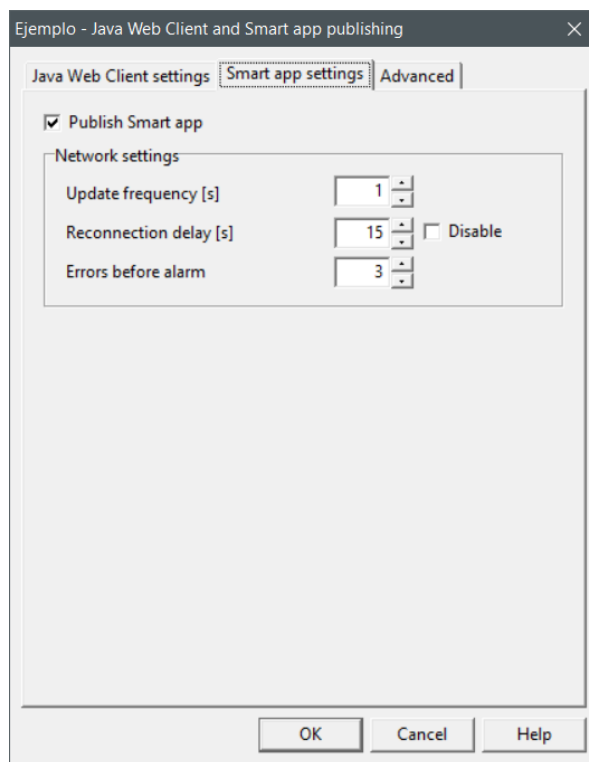 Ejemplo - Java Web Client and Smart app publishing
Java Web Client settings Smart app settings Advanced
Publish Smart app
Network settings
Update frequency [s] 1
Reconnection delay [s] 15 Disable
Errors before alarm 3
OK Cancel Help